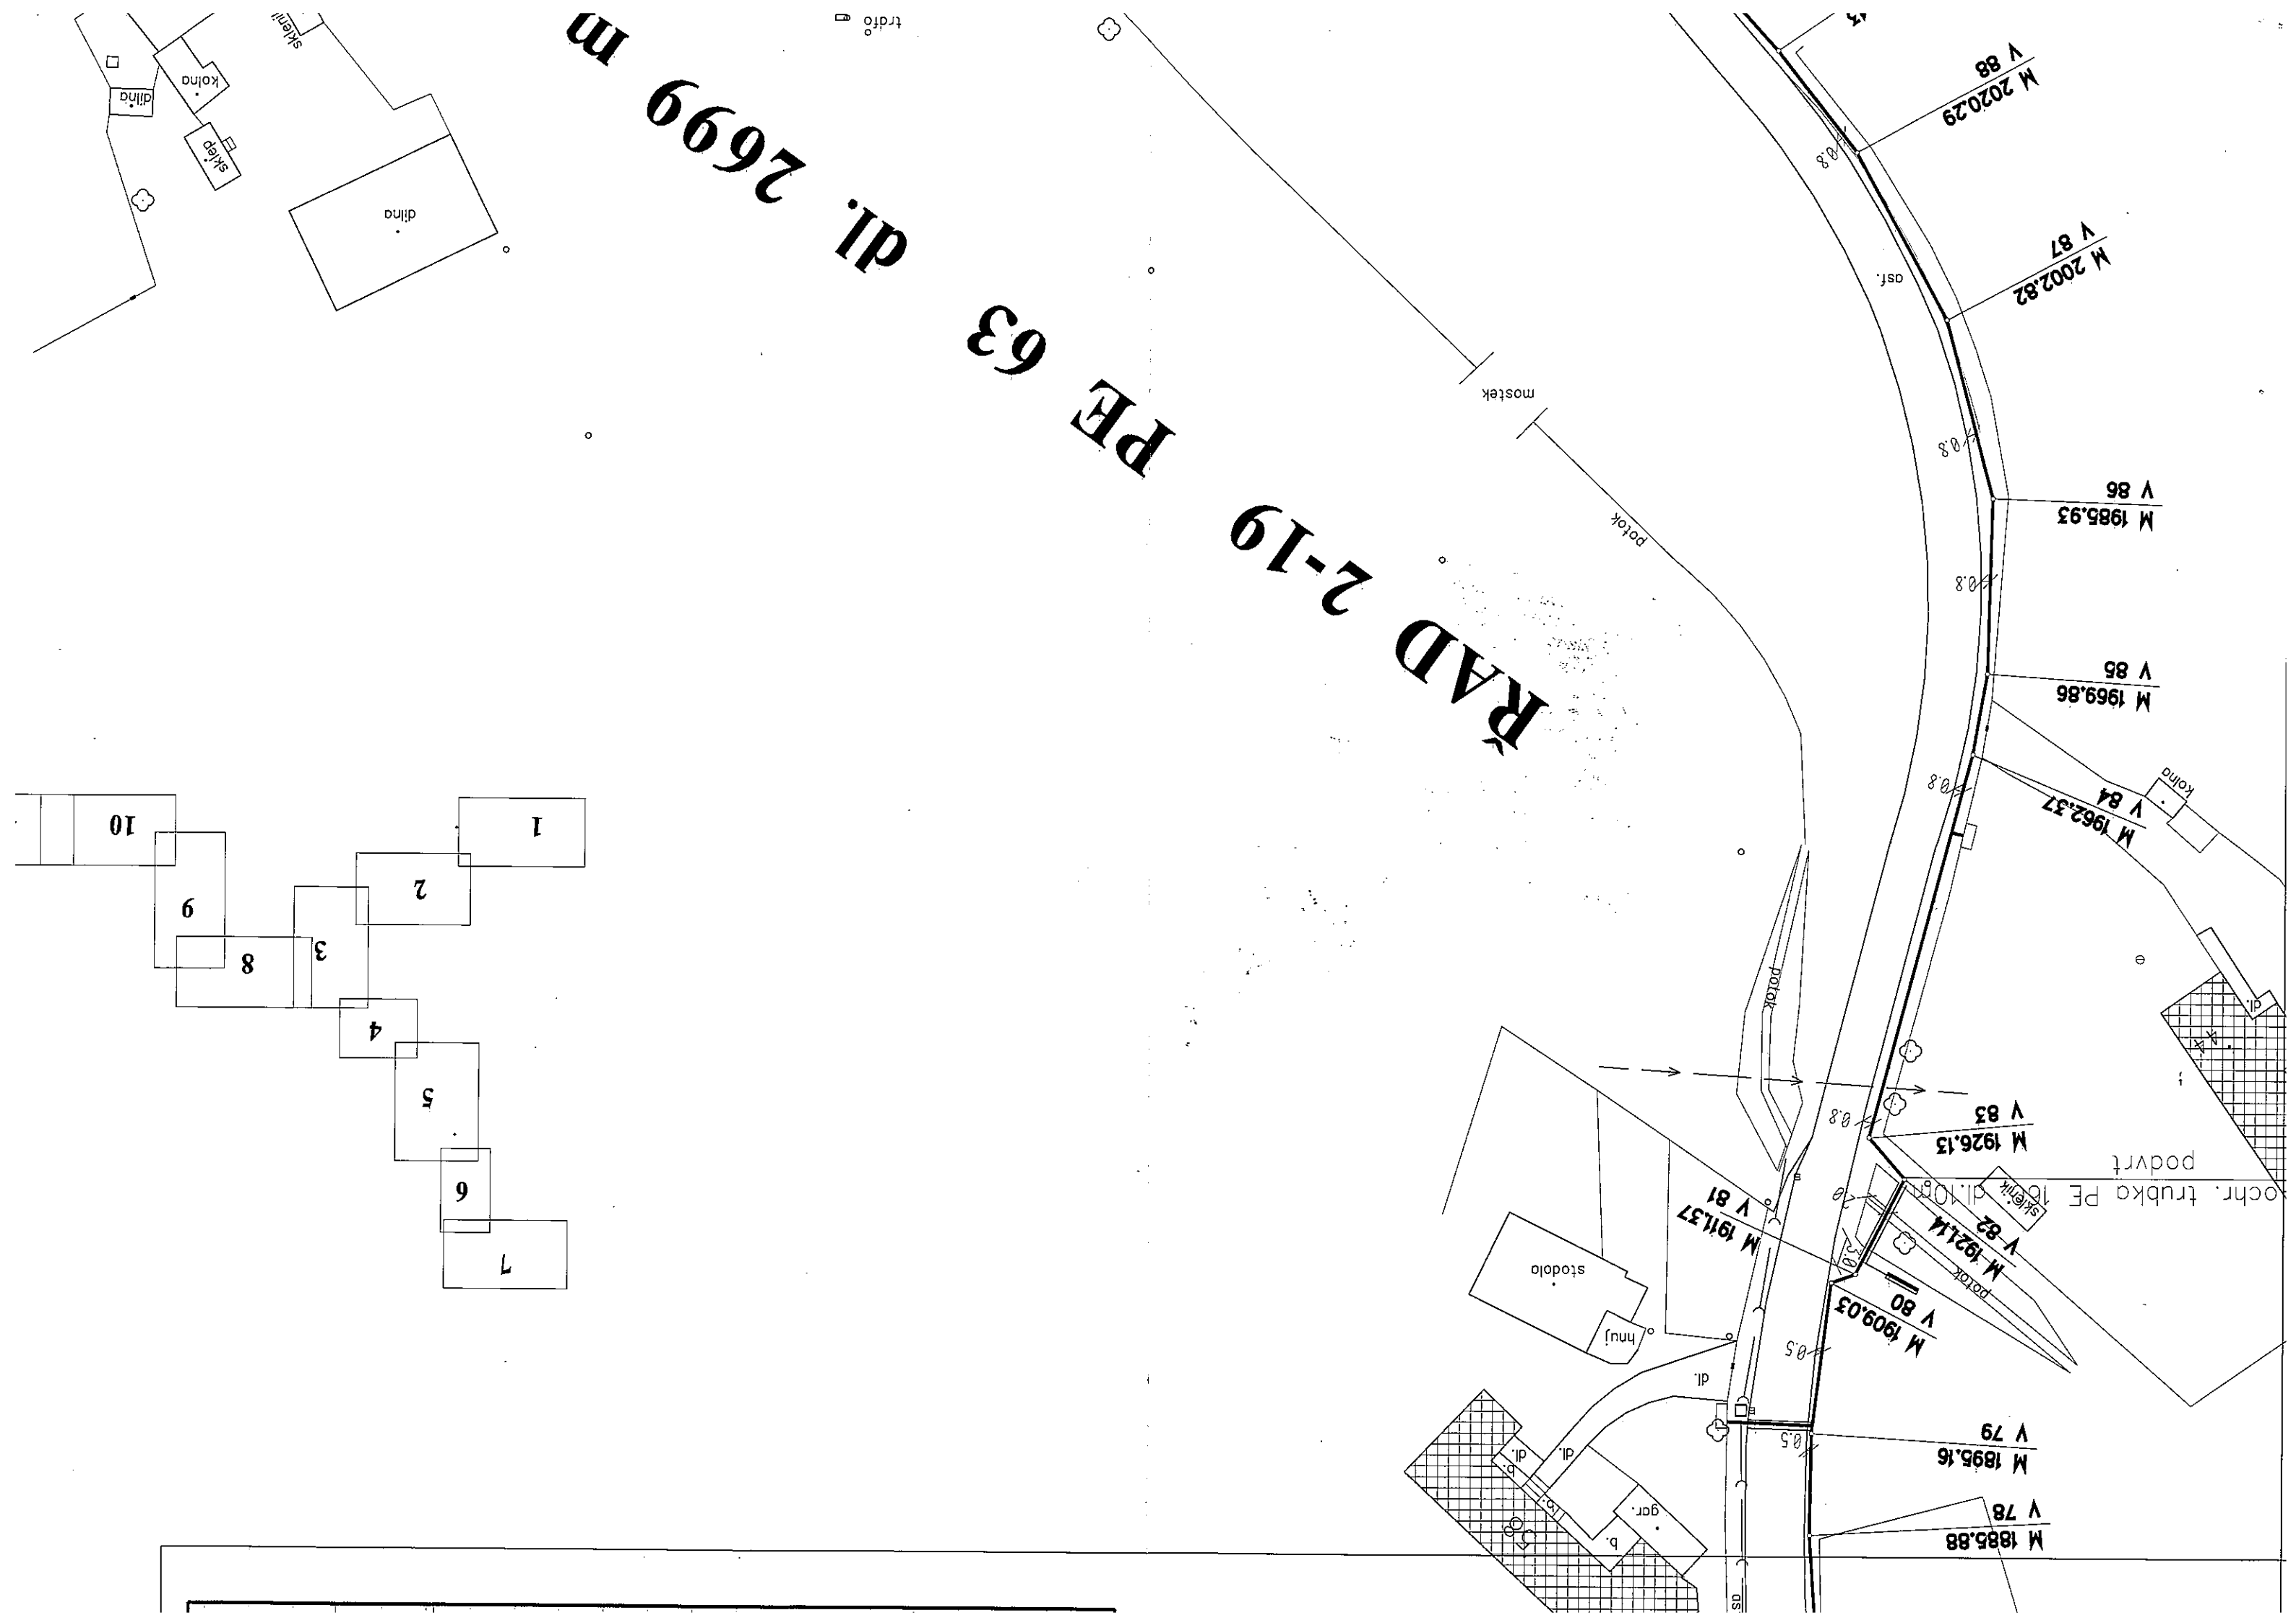 ŘAD 2-19 PE 63 dl. 2699 m
M 1885.88
V 78
M 1895.16
V 79
M 1909.03
V 80
M 1911.37
V 81
M 1921.14
V 82
ochr. trubka PE
dl.10m
podvrt
M 1926.13
V 83
M 1962.37
V 84
M 1969.86
V 85
M 1985.93
V 86
M 2002.82
V 87
M 2020.29
V 88
0.5
0.5
3.0
0.8
0.8
0.8
0.8
0.8
asf.
potok
potok
potok
mostek
trafo
stodola
hnuj
gar.
b.
b.
b.
dl.
dl.
dl.
dl.
skleník
kolna
kolna
dílna
dílna
sklep
7
6
5
4
8
3
9
2
10
1